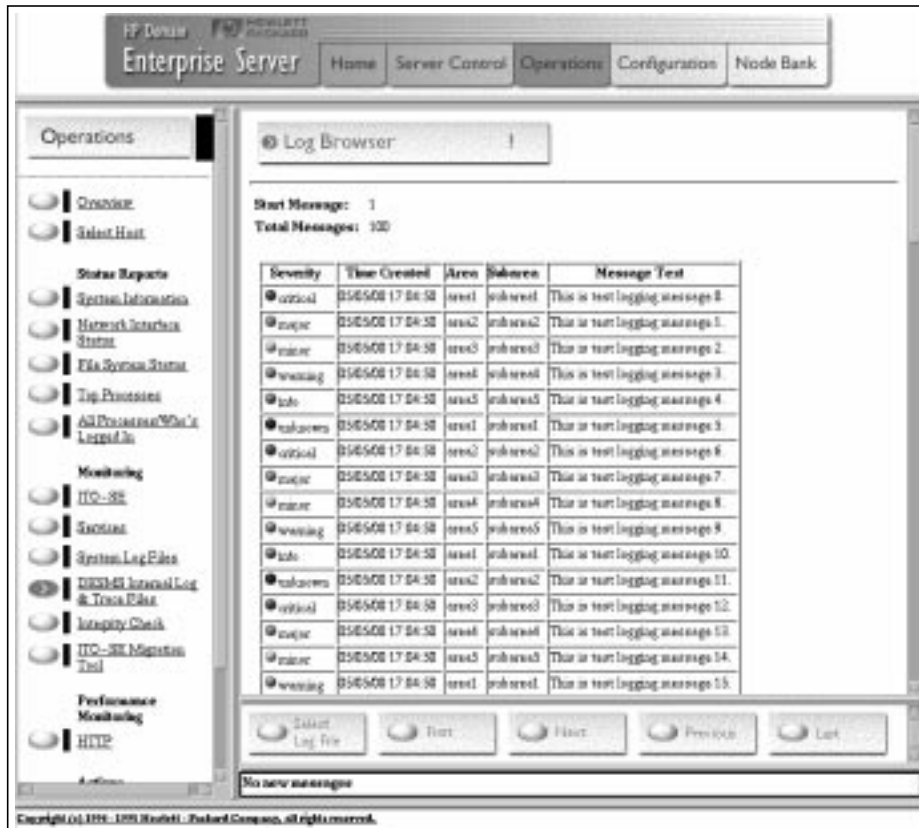 HP Domain HEWLETT PACKARD
Enterprise Server
Home Server Control Operations Configuration Node Bank
Operations
Overview
Select Host
Status Reports
System Information
Network Interface
Status
File System Status
Top Processes
All Processes/Who's
Logged In
Monitoring
ITO-SE
Services
System Log Files
DESMS Internal Log
& Trace Files
Integrity Check
ITO-SE Migration
Tool
Performance
Monitoring
HTTP
Actions
Log Browser !
Start Message: 1
Total Messages: 100
Severity Time Created Area Subarea Message Text
critical 05/05/00 17:04:50 area1 subarea1 This is test logging message 0.
major 05/05/00 17:04:50 area2 subarea2 This is test logging message 1.
minor 05/05/00 17:04:50 area3 subarea3 This is test logging message 2.
warning 05/05/00 17:04:50 area4 subarea4 This is test logging message 3.
info 05/05/00 17:04:50 area5 subarea5 This is test logging message 4.
unknown 05/05/00 17:04:50 area1 subarea1 This is test logging message 5.
critical 05/05/00 17:04:50 area2 subarea2 This is test logging message 6.
major 05/05/00 17:04:50 area3 subarea3 This is test logging message 7.
minor 05/05/00 17:04:50 area4 subarea4 This is test logging message 8.
warning 05/05/00 17:04:50 area5 subarea5 This is test logging message 9.
info 05/05/00 17:04:50 area1 subarea1 This is test logging message 10.
unknown 05/05/00 17:04:50 area2 subarea2 This is test logging message 11.
critical 05/05/00 17:04:50 area3 subarea3 This is test logging message 12.
major 05/05/00 17:04:50 area4 subarea4 This is test logging message 13.
minor 05/05/00 17:04:50 area5 subarea5 This is test logging message 14.
warning 05/05/00 17:04:50 area1 subarea1 This is test logging message 15.
Select
Log File
First
Next
Previous
Last
No new messages
Copyright (c) Hewlett-Packard Company, all rights reserved.